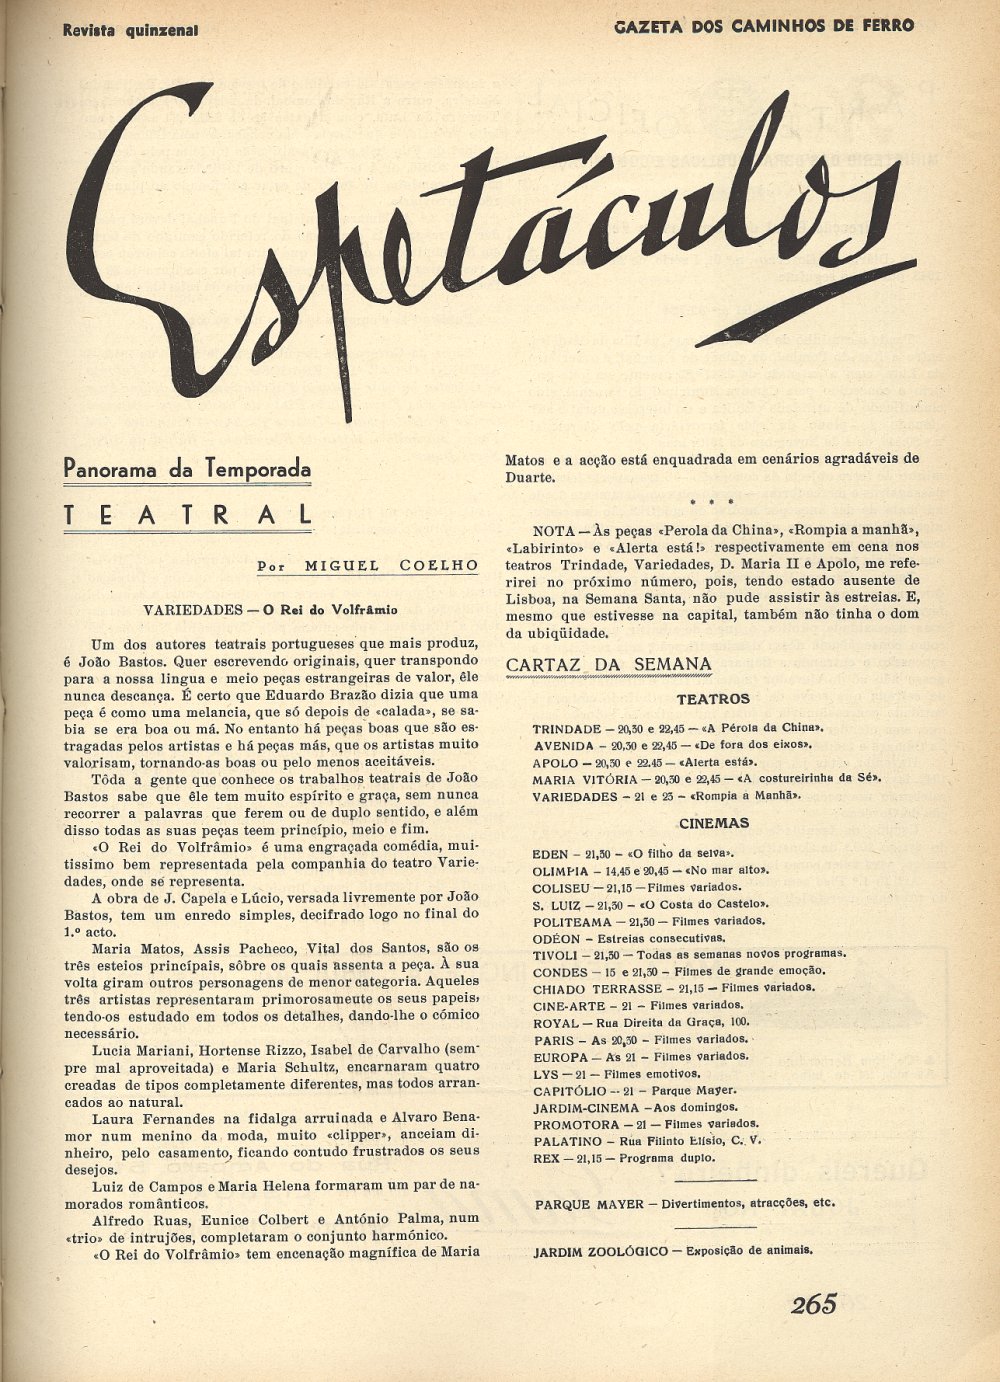 Revista quinzenal
GAZETA DOS CAMINHOS DE FERRO
Espetáculos
Panorama da Temporada
TEATRAL
Por MIGUEL COELHO
VARIEDADES — O Rei do Volfrâmio
Um dos autores teatrais portugueses que mais produz,
é João Bastos. Quer escrevendo originais, quer transpondo
para a nossa lingua e meio peças estrangeiras de valor, êle
nunca descança. É certo que Eduardo Brazão dizia que uma
peça é como uma melancia, que só depois de «calada», se sa-
bia se era boa ou má. No entanto há peças boas que são es-
tragadas pelos artistas e há peças más, que os artistas muito
valorisam, tornando-as boas ou pelo menos aceitáveis.
Tôda a gente que conhece os trabalhos teatrais de João
Bastos sabe que êle tem muito espírito e graça, sem nunca
recorrer a palavras que ferem ou de duplo sentido, e além
disso todas as suas peças teem princípio, meio e fim.
«O Rei do Volfrâmio» é uma engraçada comédia, mui-
tissimo bem representada pela companhia do teatro Varie-
dades, onde se representa.
A obra de J. Capela e Lúcio, versada livremente por João
Bastos, tem um enredo simples, decifrado logo no final do
1.º acto.
Maria Matos, Assis Pacheco, Vital dos Santos, são os
três esteios princípais, sôbre os quais assenta a peça. À sua
volta giram outros personagens de menor categoria. Aqueles
três artistas representaram primorosamente os seus papeis,
tendo-os estudado em todos os detalhes, dando-lhe o cómico
necessário.
Lucia Mariani, Hortense Rizzo, Isabel de Carvalho (sem-
pre mal aproveitada) e Maria Schultz, encarnaram quatro
creadas de tipos completamente diferentes, mas todos arran-
cados ao natural.
Laura Fernandes na fidalga arruinada e Alvaro Bena-
mor num menino da moda, muito «clipper», anceiam di-
nheiro, pelo casamento, ficando contudo frustrados os seus
desejos.
Luiz de Campos e Maria Helena formaram um par de na-
morados românticos.
Alfredo Ruas, Eunice Colbert e António Palma, num
«trio» de intrujões, completaram o conjunto harmónico.
«O Rei do Volfrâmio» tem encenação magnífica de Maria
Matos e a acção está enquadrada em cenários agradáveis de
Duarte.
* * *
NOTA — Às peças «Perola da China», «Rompia a manhã»,
«Labirinto» e «Alerta está!» respectivamente em cena nos
teatros Trindade, Variedades, D. Maria II e Apolo, me refe-
rirei no próximo número, pois, tendo estado ausente de
Lisboa, na Semana Santa, não pude assistir às estreias. E,
mesmo que estivesse na capital, também não tinha o dom
da ubiqüidade.
CARTAZ DA SEMANA
TEATROS
TRINDADE — 20,30 e 22,45 — «A Pérola da China».
AVENIDA – 20,30 e 22,45 — «De fora dos eixos».
APOLO — 20,30 e 22.45 — «Alerta está».
MARIA VITÓRIA — 20,30 e 22,45 — «A costureirinha da Sé».
VARIEDADES – 21 e 23 – «Rompia a Manhã».
CINEMAS
EDEN – 21,30 – «O filho da selva».
OLIMPIA – 14,45 e 20,45 – «No mar alto».
COLISEU — 21,15 — Filmes variados.
S. LUIZ — 21,30 – «O Costa do Castelo».
POLITEAMA — 21,30 — Filmes variados.
ODÉON – Estreias consecutivas.
TIVOLI — 21,30 — Todas as semanas novos programas.
CONDES — 15 e 21,30 – Filmes de grande emoção.
CHIADO TERRASSE — 21,15 — Filmes variados.
CINE-ARTE – 21 – Filmes variados.
ROYAL — Rua Direita da Graça, 100.
PARIS – As 20,30 – Filmes variados.
EUROPA — As 21 – Filmes variados.
LYS — 21 — Filmes emotivos.
CAPITÓLIO -- 21 – Parque Mayer.
JARDIM-CINEMA – Aos domingos.
PROMOTORA – 21 — Filmes variados.
PALATINO – Rua Filinto Elísio, C. V.
REX — 21,15 — Programa duplo.
PARQUE MAYER — Divertimentos, atracções, etc.
JARDIM ZOOLÓGICO — Exposição de animais.
265